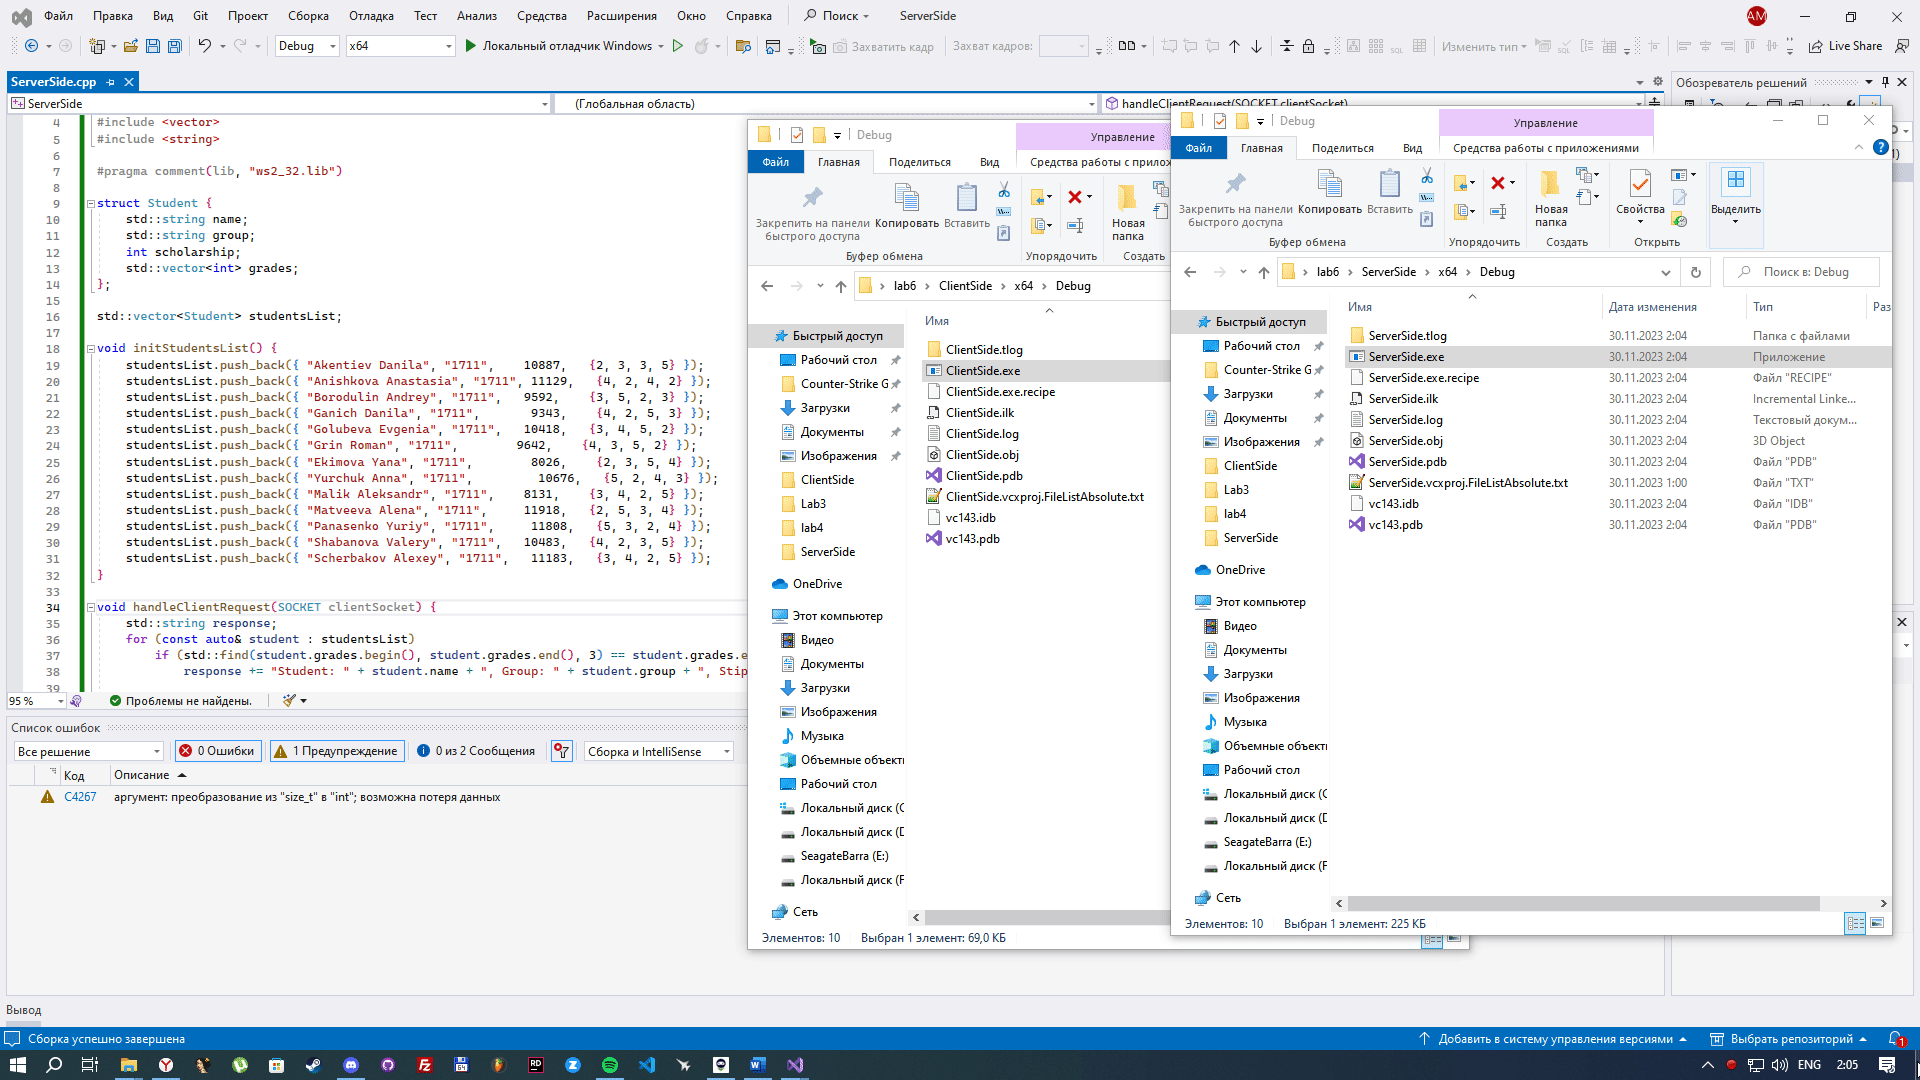 Файл Правка Вид Git Проект Сборка Отладка Тест Анализ Средства Расширения Окно Справка Поиск ServerSide AM
Debug x64 Локальный отладчик Windows Захватить кадр Захват кадров: Изменить тип Live Share
ServerSide.cpp
ServerSide (Глобальная область) handleClientRequest(SOCKET clientSocket)
4 #include <vector>
5 #include <string>
6
7 #pragma comment(lib, "ws2_32.lib")
8
9 struct Student {
10 std::string name;
11 std::string group;
12 int scholarship;
13 std::vector<int> grades;
14 };
15
16 std::vector<Student> studentsList;
17
18 void initStudentsList() {
19 studentsList.push_back({ "Akentiev Danila", "1711", 10887, {2, 3, 3, 5} });
20 studentsList.push_back({ "Anishkova Anastasia", "1711", 11129, {4, 2, 4, 2} });
21 studentsList.push_back({ "Borodulin Andrey", "1711", 9592, {3, 5, 2, 3} });
22 studentsList.push_back({ "Ganich Danila", "1711", 9343, {4, 2, 5, 3} });
23 studentsList.push_back({ "Golubeva Evgenia", "1711", 10418, {3, 4, 5, 2} });
24 studentsList.push_back({ "Grin Roman", "1711", 9642, {4, 3, 5, 2} });
25 studentsList.push_back({ "Ekimova Yana", "1711", 8026, {2, 3, 5, 4} });
26 studentsList.push_back({ "Yurchuk Anna", "1711", 10676, {5, 2, 4, 3} });
27 studentsList.push_back({ "Malik Aleksandr", "1711", 8131, {3, 4, 2, 5} });
28 studentsList.push_back({ "Matveeva Alena", "1711", 11918, {2, 5, 3, 4} });
29 studentsList.push_back({ "Panasenko Yuriy", "1711", 11808, {5, 3, 2, 4} });
30 studentsList.push_back({ "Shabanova Valery", "1711", 10483, {4, 2, 3, 5} });
31 studentsList.push_back({ "Scherbakov Alexey", "1711", 11183, {3, 4, 2, 5} });
32 }
33
34 void handleClientRequest(SOCKET clientSocket) {
35 std::string response;
36 for (const auto& student : studentsList)
37 if (std::find(student.grades.begin(), student.grades.end(), 3) == student.grades.e
38 response += "Student: " + student.name + ", Group: " + student.group + ", Stip
39
95 % Проблемы не найдены.
Список ошибок
Все решение 0 Ошибки 1 Предупреждение 0 из 2 Сообщения Сборка и IntelliSense
Код Описание
C4267 аргумент: преобразование из "size_t" в "int"; возможна потеря данных
Вывод
Сборка успешно завершена
Добавить в систему управления версиями Выбрать репозиторий 1
ENG 2:05
Обозреватель решений
Debug
Управление
Файл Главная Поделиться Вид Средства работы с прилож
Закрепить на панели быстрого доступа
Копировать
Вставить
Новая папка
Буфер обмена Упорядочить Создать
lab6 ClientSide x64 Debug
Имя
Быстрый доступ
Рабочий стол
Counter-Strike G
Загрузки
Документы
Изображения
ClientSide
Lab3
lab4
ServerSide
OneDrive
Этот компьютер
Видео
Документы
Загрузки
Изображения
Музыка
Объемные объект
Рабочий стол
Локальный диск (C
Локальный диск (D
SeagateBarra (E:)
Локальный диск (F
Сеть
ClientSide.tlog
ClientSide.exe
ClientSide.exe.recipe
ClientSide.ilk
ClientSide.log
ClientSide.obj
ClientSide.pdb
ClientSide.vcxproj.FileListAbsolute.txt
vc143.idb
vc143.pdb
Элементов: 10 Выбран 1 элемент: 69,0 КБ
Debug
Управление
Файл Главная Поделиться Вид Средства работы с приложениями
Закрепить на панели быстрого доступа
Копировать
Вставить
Новая папка
Свойства
Выделить
Буфер обмена Упорядочить Создать Открыть
lab6 ServerSide x64 Debug Поиск в: Debug
Имя Дата изменения Тип Раз
Быстрый доступ
Рабочий стол
Counter-Strike G
Загрузки
Документы
Изображения
ClientSide
Lab3
lab4
ServerSide
OneDrive
Этот компьютер
Видео
Документы
Загрузки
Изображения
Музыка
Объемные объекты
Рабочий стол
Локальный диск (C
Локальный диск (D
SeagateBarra (E:)
Локальный диск (F
Сеть
ServerSide.tlog 30.11.2023 2:04 Папка с файлами
ServerSide.exe 30.11.2023 2:04 Приложение
ServerSide.exe.recipe 30.11.2023 2:04 Файл "RECIPE"
ServerSide.ilk 30.11.2023 2:04 Incremental Linke...
ServerSide.log 30.11.2023 2:04 Текстовый докум...
ServerSide.obj 30.11.2023 2:04 3D Object
ServerSide.pdb 30.11.2023 2:04 Файл "PDB"
ServerSide.vcxproj.FileListAbsolute.txt 30.11.2023 1:00 Файл "TXT"
vc143.idb 30.11.2023 2:04 Файл "IDB"
vc143.pdb 30.11.2023 2:04 Файл "PDB"
Элементов: 10 Выбран 1 элемент: 225 КБ